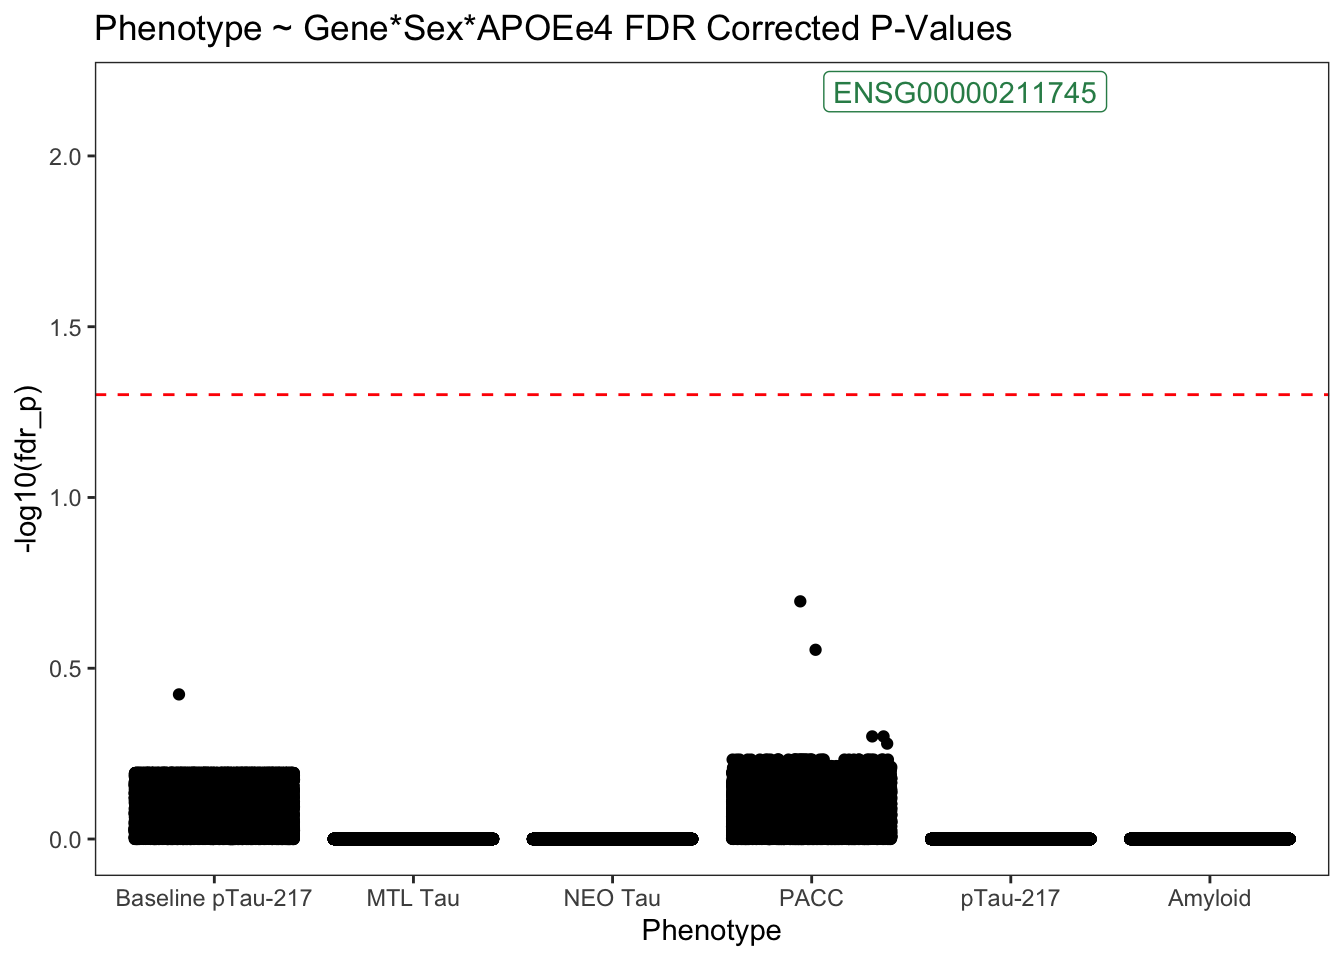 Phenotype ~ Gene*Sex*APOEe4 FDR Corrected P-Values
ENSG00000211745
2.0
1.5
1.0
0.5
0.0
-log10(fdr_p)
Baseline pTau-217 MTL Tau NEO Tau PACC pTau-217 Amyloid
Phenotype